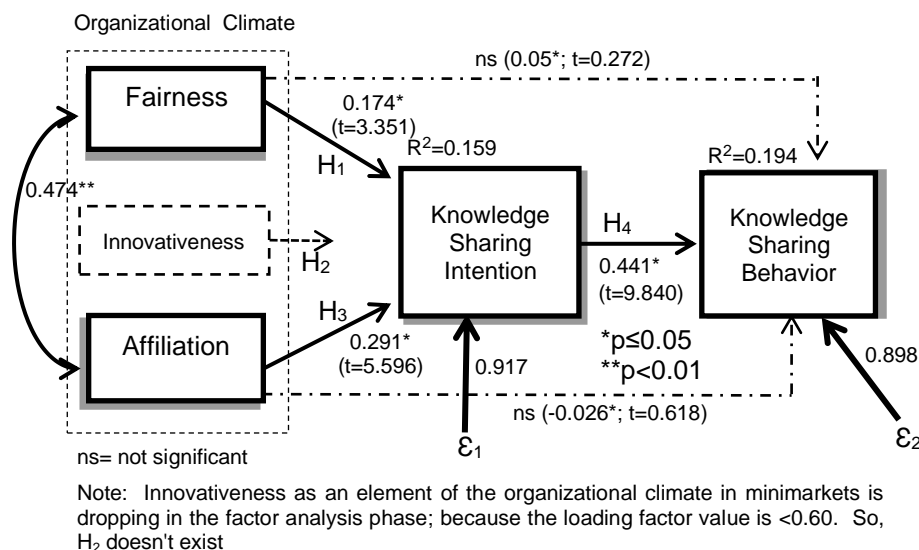 Organizational Climate
Fairness
ns (0.05*; t=0.272)
0.174*
(t=3.351)
R²=0.159
R²=0.194
H₁
0.474**
Innovativeness
H₂
Knowledge
Sharing
Intention
H₄
Knowledge
Sharing
Behavior
0.441*
(t=9.840)
H₃
Affiliation
0.291*
(t=5.596)
*p≤0.05
**p<0.01
0.917
0.898
ns (-0.026*; t=0.618)
Ɛ₁
Ɛ₂
ns= not significant
Note: Innovativeness as an element of the organizational climate in minimarkets is
dropping in the factor analysis phase; because the loading factor value is <0.60. So,
H₂ doesn't exist